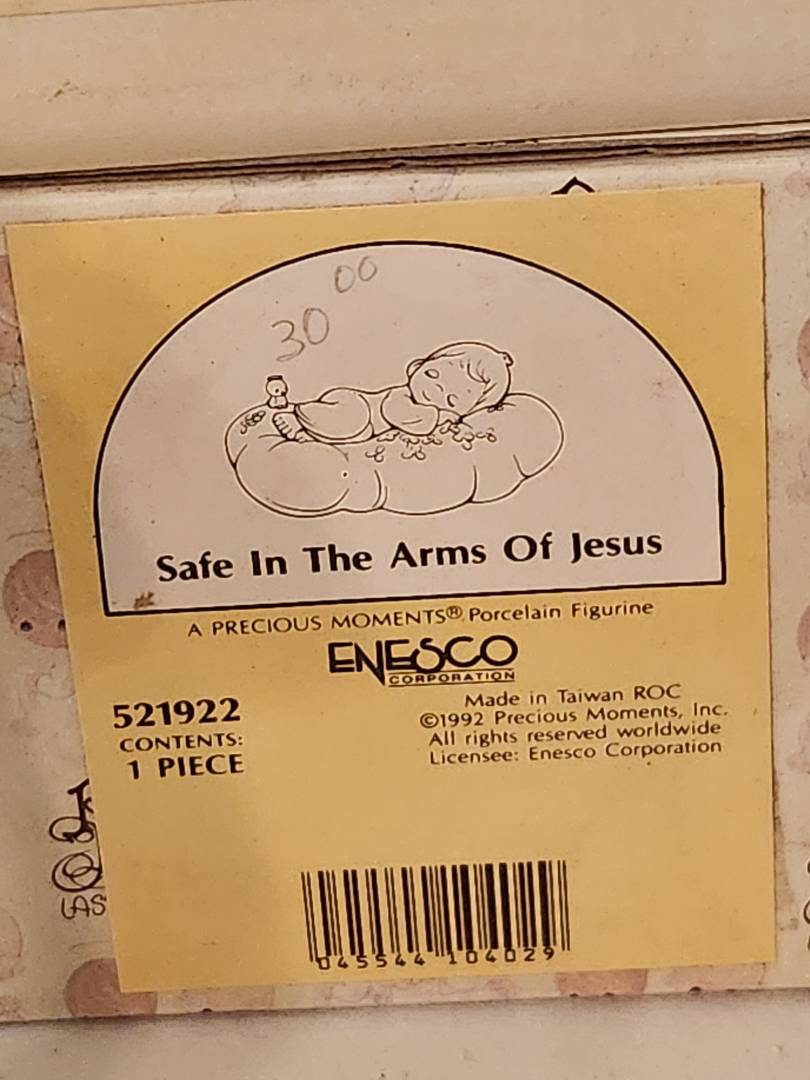 30 00
Safe In The Arms Of Jesus
A PRECIOUS MOMENTS® Porcelain Figurine
ENESCO
CORPORATION
521922
CONTENTS:
1 PIECE
Made in Taiwan ROC
©1992 Precious Moments, Inc.
All rights reserved worldwide
Licensee: Enesco Corporation
LAS
045544 104029